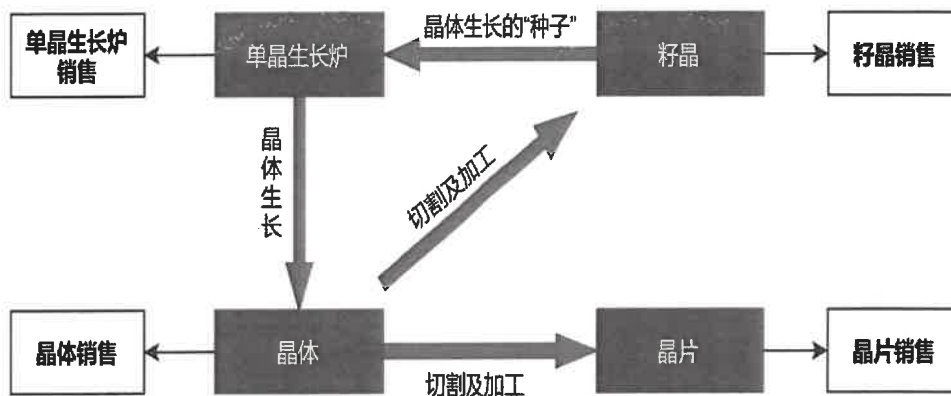 晶体生长的“种子”
单晶生长炉
销售
单晶生长炉
籽晶
籽晶销售
晶体生长
切割及加工
晶体销售
晶体
晶片
晶片销售
切割及加工